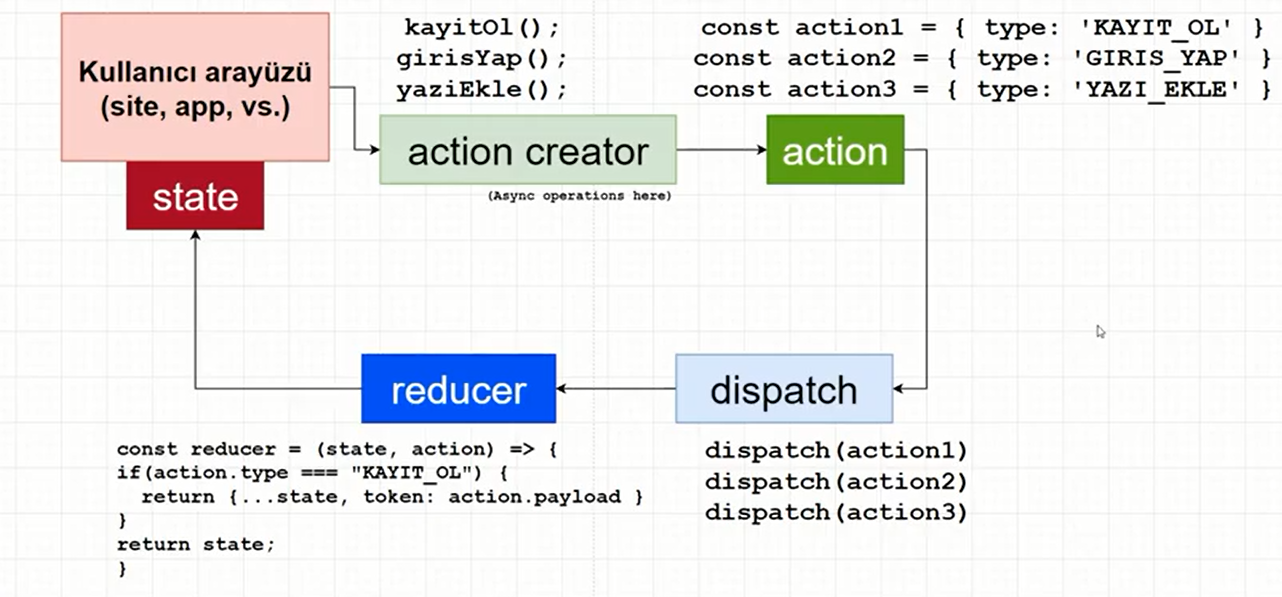 Kullanıcı arayüzü
(site, app, vs.)
state
kayitOl();
girisYap();
yaziEkle();
action creator
(Async operations here)
const action1 = { type: 'KAYIT_OL' }
const action2 = { type: 'GIRIS_YAP' }
const action3 = { type: 'YAZI_EKLE' }
action
reducer
const reducer = (state, action) => {
if(action.type === "KAYIT_OL") {
return {...state, token: action.payload }
}
return state;
}
dispatch
dispatch(action1)
dispatch(action2)
dispatch(action3)